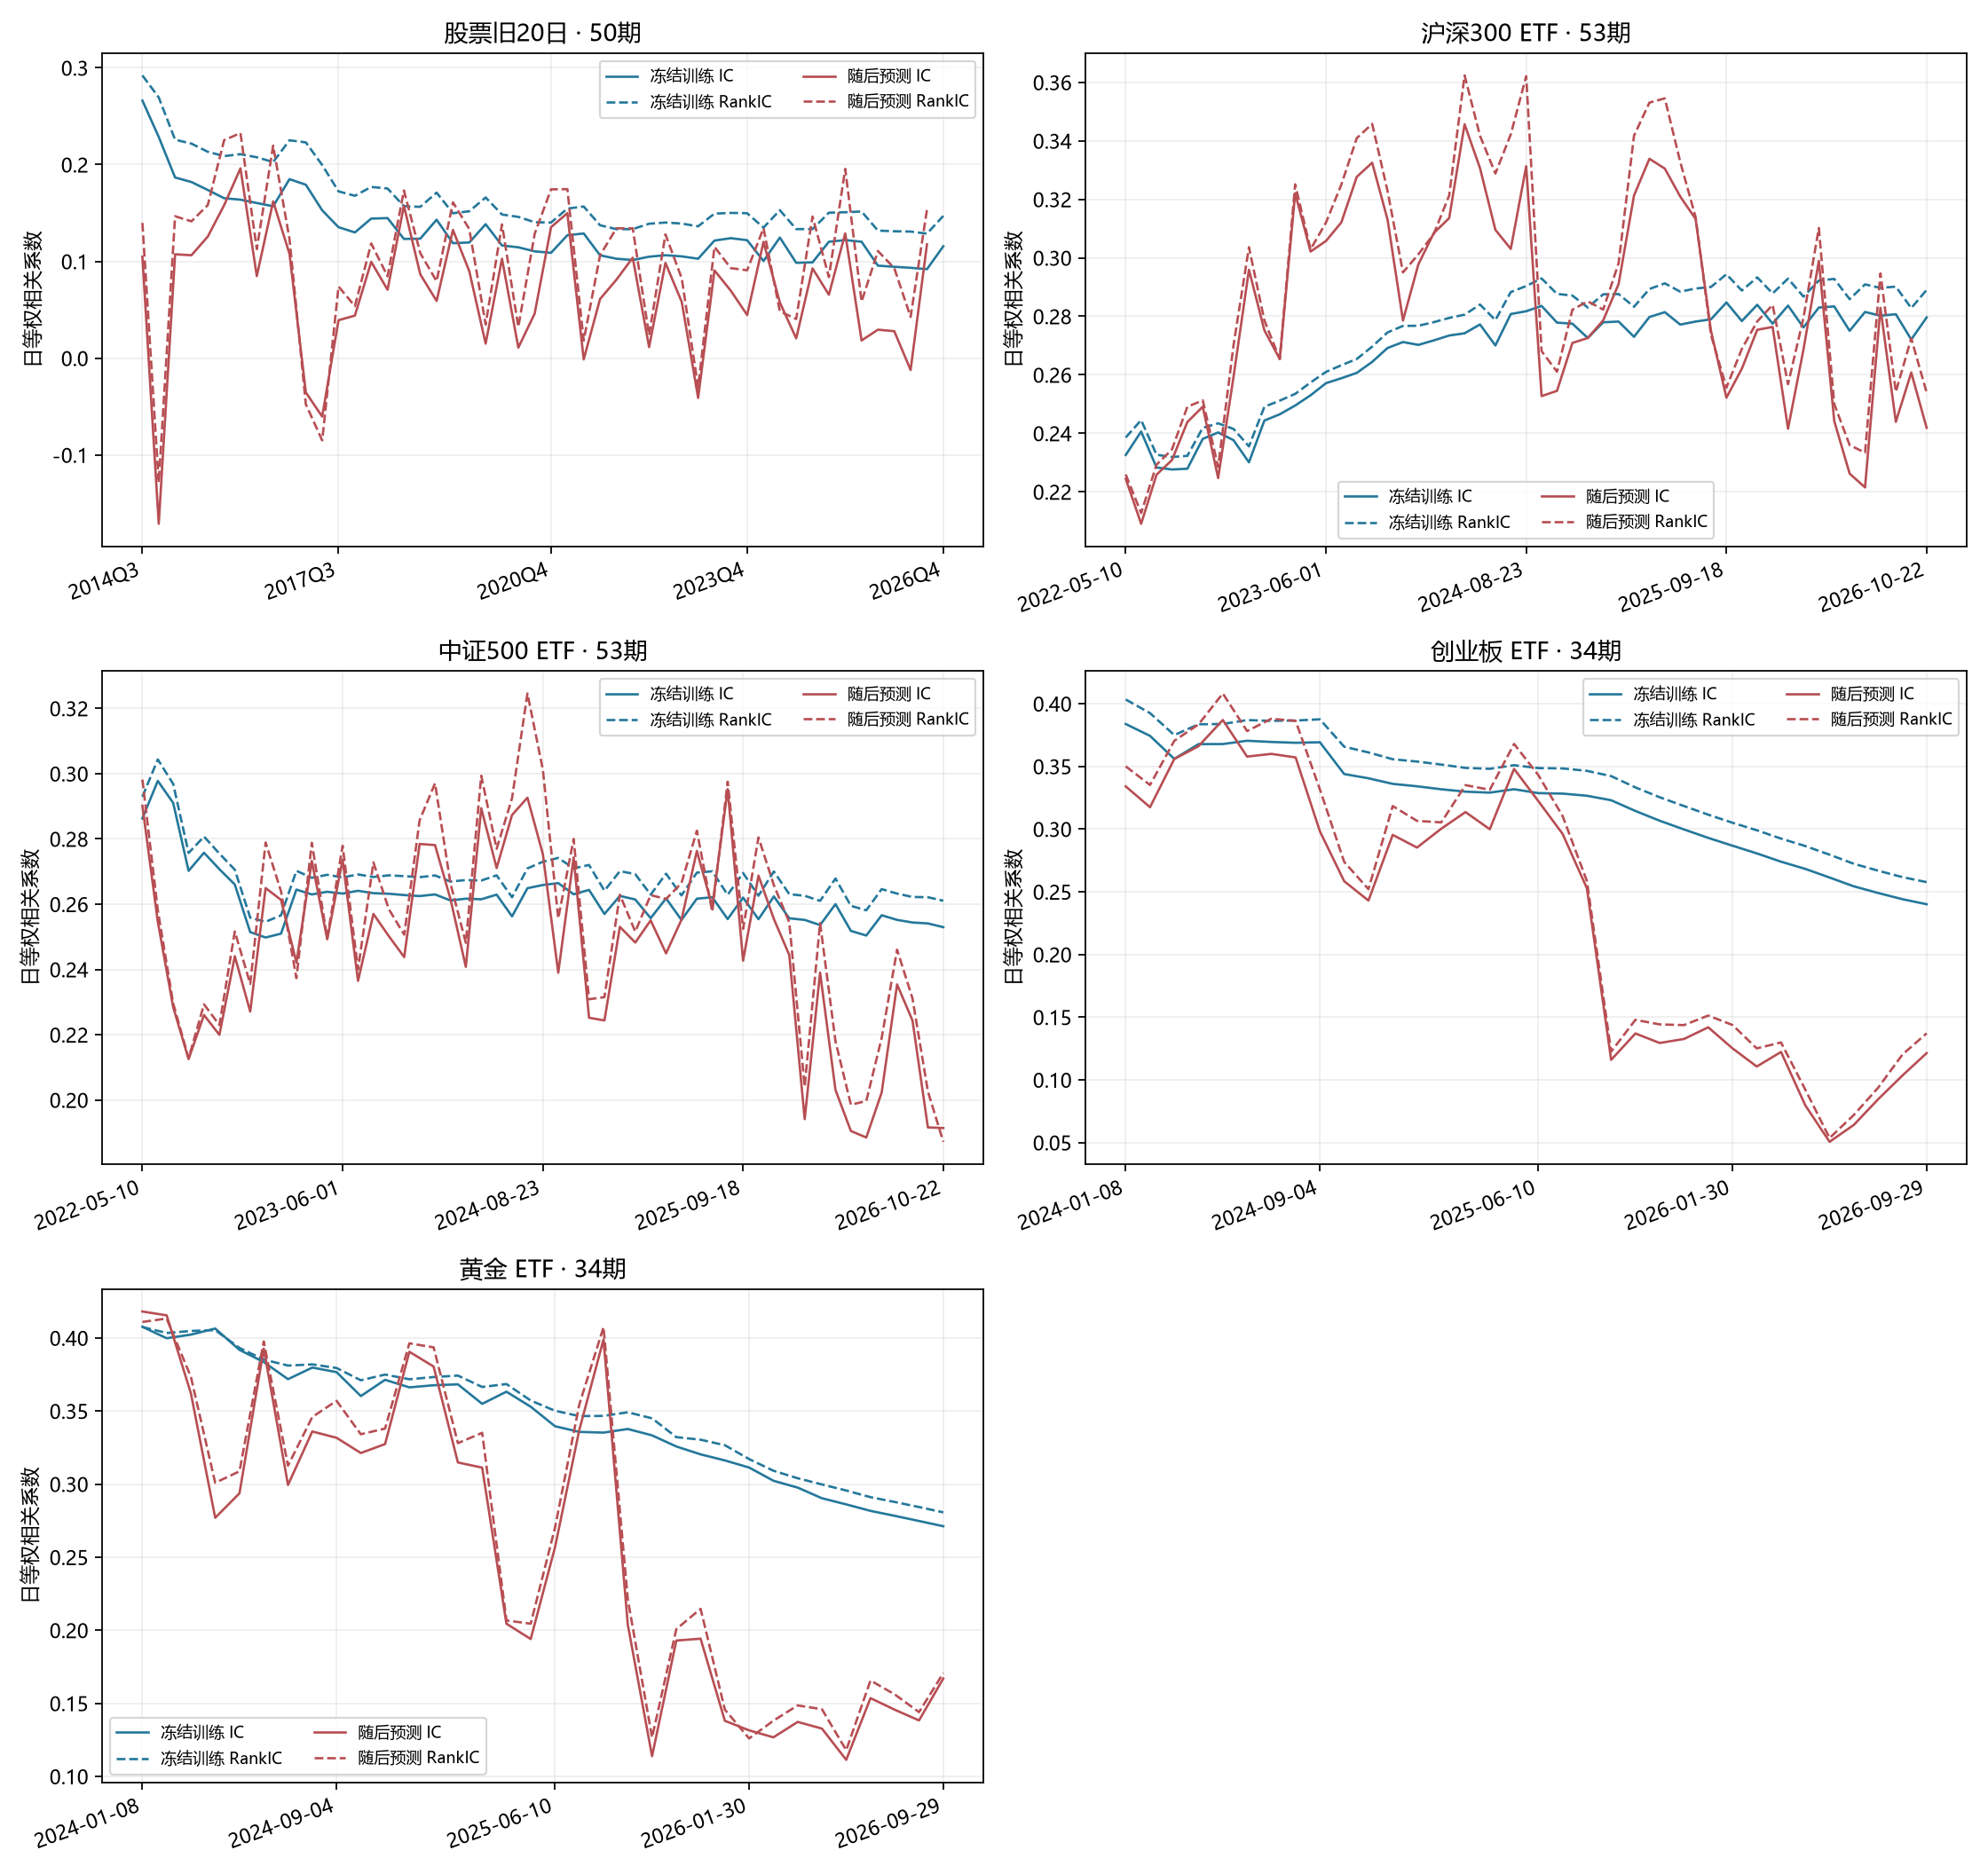 股票旧20日 · 50期
日等权相关系数
0.3
0.2
0.1
0.0
-0.1
冻结训练 IC
冻结训练 RankIC
随后预测 IC
随后预测 RankIC
2014Q3
2017Q3
2020Q4
2023Q4
2026Q4
沪深300 ETF · 53期
日等权相关系数
0.36
0.34
0.32
0.30
0.28
0.26
0.24
0.22
冻结训练 IC
冻结训练 RankIC
随后预测 IC
随后预测 RankIC
2022-05-10
2023-06-01
2024-08-23
2025-09-18
2026-10-22
中证500 ETF · 53期
日等权相关系数
0.32
0.30
0.28
0.26
0.24
0.22
0.20
冻结训练 IC
冻结训练 RankIC
随后预测 IC
随后预测 RankIC
2022-05-10
2023-06-01
2024-08-23
2025-09-18
2026-10-22
创业板 ETF · 34期
日等权相关系数
0.40
0.35
0.30
0.25
0.20
0.15
0.10
0.05
冻结训练 IC
冻结训练 RankIC
随后预测 IC
随后预测 RankIC
2024-01-08
2024-09-04
2025-06-10
2026-01-30
2026-09-29
黄金 ETF · 34期
日等权相关系数
0.40
0.35
0.30
0.25
0.20
0.15
0.10
冻结训练 IC
冻结训练 RankIC
随后预测 IC
随后预测 RankIC
2024-01-08
2024-09-04
2025-06-10
2026-01-30
2026-09-29